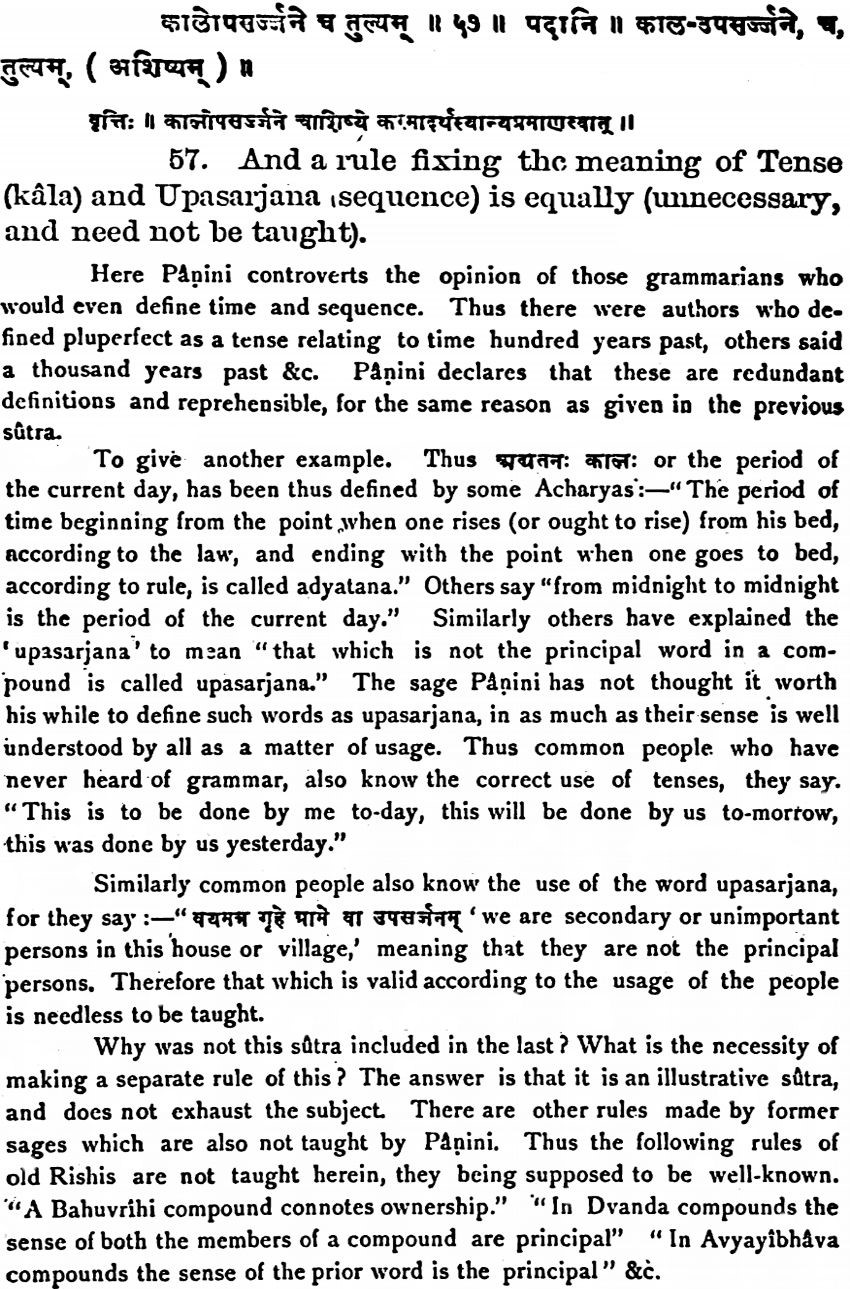 कालोपसर्ज्जने च तुल्यम् ॥ ५७ ॥ पदानि ॥ काल-उपसर्ज्जने, च,
तुल्यम्, ( अशिष्यम् ) ॥
वृत्तिः ॥ कालोपसर्ज्जने चाशिष्ये कस्मादर्थस्यान्यप्रमाणत्वात् ॥
57. And a rule fixing the meaning of Tense
(kâla) and Upasarjana (sequence) is equally (unnecessary,
and need not be taught).
Here Pâṇini controverts the opinion of those grammarians who
would even define time and sequence. Thus there were authors who de-
fined pluperfect as a tense relating to time hundred years past, others said
a thousand years past &c. Pâṇini declares that these are redundant
definitions and reprehensible, for the same reason as given in the previous
sûtra.
To give another example. Thus अद्यतनः कालः or the period of
the current day, has been thus defined by some Acharyas:—“The period of
time beginning from the point when one rises (or ought to rise) from his bed,
according to the law, and ending with the point when one goes to bed,
according to rule, is called adyatana.” Others say “from midnight to midnight
is the period of the current day.” Similarly others have explained the
‘upasarjana’ to mean “that which is not the principal word in a com-
pound is called upasarjana.” The sage Pâṇini has not thought it worth
his while to define such words as upasarjana, in as much as their sense is well
understood by all as a matter of usage. Thus common people who have
never heard of grammar, also know the correct use of tenses, they say.
“This is to be done by me to-day, this will be done by us to-morrow,
this was done by us yesterday.”
Similarly common people also know the use of the word upasarjana,
for they say :—“वयमत्र गृहे ग्रामे वा उपसर्ज्जनम् ‘we are secondary or unimportant
persons in this house or village,’ meaning that they are not the principal
persons. Therefore that which is valid according to the usage of the people
is needless to be taught.
Why was not this sûtra included in the last? What is the necessity of
making a separate rule of this? The answer is that it is an illustrative sûtra,
and does not exhaust the subject. There are other rules made by former
sages which are also not taught by Pâṇini. Thus the following rules of
old Rishis are not taught herein, they being supposed to be well-known.
“A Bahuvrîhi compound connotes ownership.” “In Dvanda compounds the
sense of both the members of a compound are principal” “In Avyayîbhâva
compounds the sense of the prior word is the principal” &c.